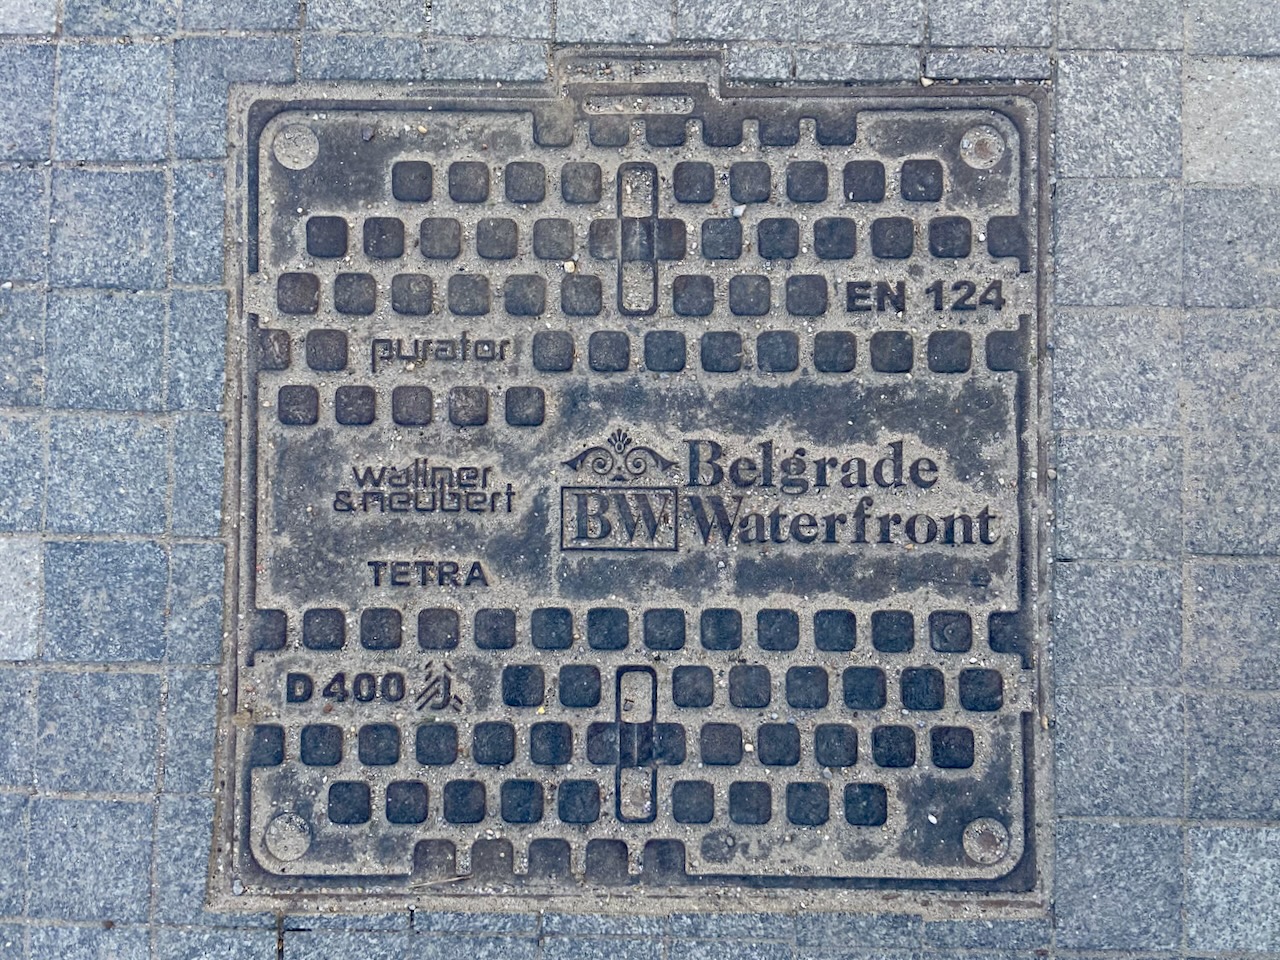 EN 124
purator
Belgrade
BW Waterfront
wallner
& neubert
TETRA
D 400